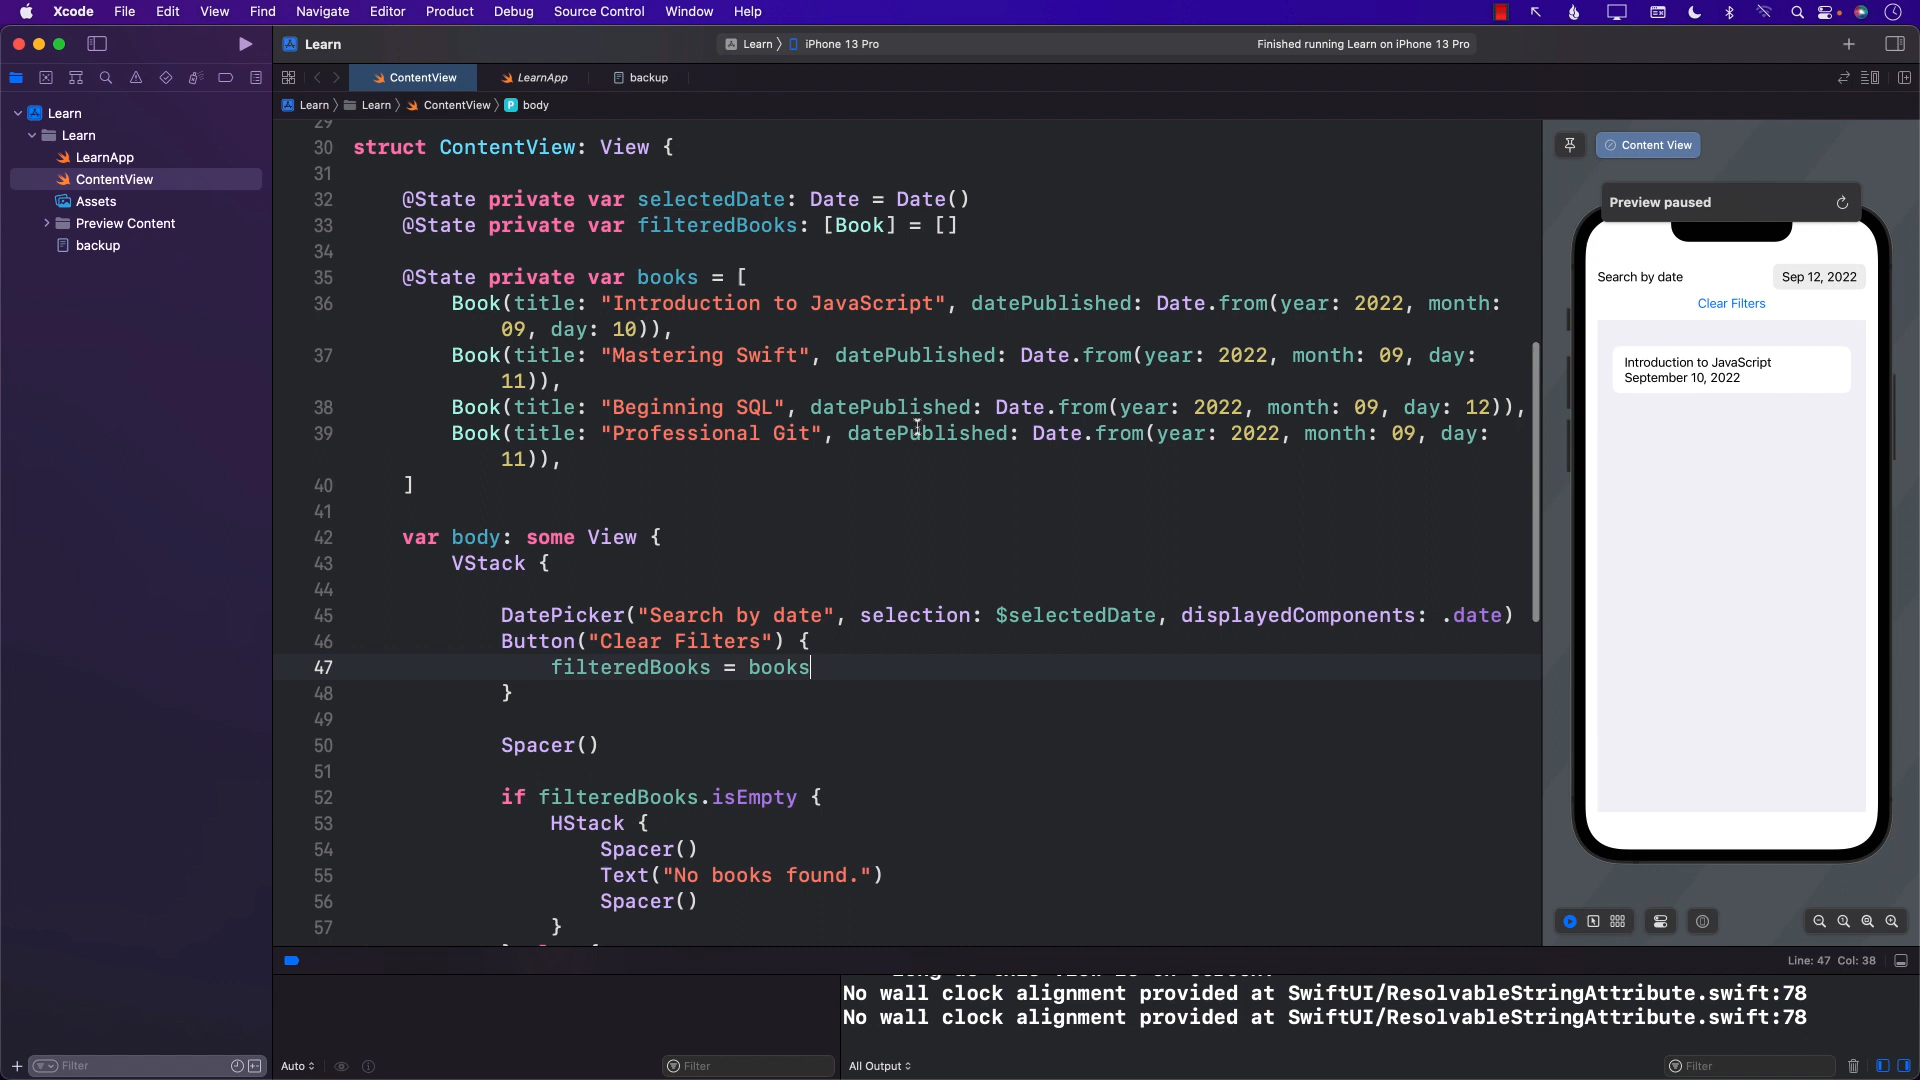 Xcode File Edit View Find Navigate Editor Product Debug Source Control Window Help
Learn
Learn 〉 iPhone 13 Pro
Finished running Learn on iPhone 13 Pro
ContentView
LearnApp
backup
Learn 〉 Learn 〉 ContentView 〉 P body
Learn
Learn
LearnApp
ContentView
Assets
Preview Content
backup
29
30 struct ContentView: View {
31
32 @State private var selectedDate: Date = Date()
33 @State private var filteredBooks: [Book] = []
34
35 @State private var books = [
36 Book(title: "Introduction to JavaScript", datePublished: Date.from(year: 2022, month:
09, day: 10)),
37 Book(title: "Mastering Swift", datePublished: Date.from(year: 2022, month: 09, day:
11)),
38 Book(title: "Beginning SQL", datePublished: Date.from(year: 2022, month: 09, day: 12)),
39 Book(title: "Professional Git", datePublished: Date.from(year: 2022, month: 09, day:
11)),
40 ]
41
42 var body: some View {
43 VStack {
44
45 DatePicker("Search by date", selection: $selectedDate, displayedComponents: .date)
46 Button("Clear Filters") {
47 filteredBooks = books
48 }
49
50 Spacer()
51
52 if filteredBooks.isEmpty {
53 HStack {
54 Spacer()
55 Text("No books found.")
56 Spacer()
57 }
Content View
Preview paused
Search by date Sep 12, 2022
Clear Filters
Introduction to JavaScript
September 10, 2022
Line: 47 Col: 38
No wall clock alignment provided at SwiftUI/ResolvableStringAttribute.swift:78
No wall clock alignment provided at SwiftUI/ResolvableStringAttribute.swift:78
Filter
Auto
Filter
All Output
Filter